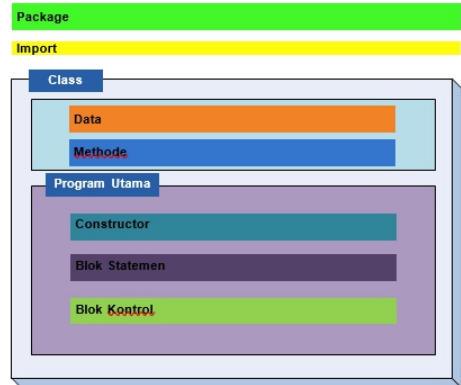 Package
Import
Class
Data
Methode
Program Utama
Constructor
Blok Statemen
Blok Kontrol